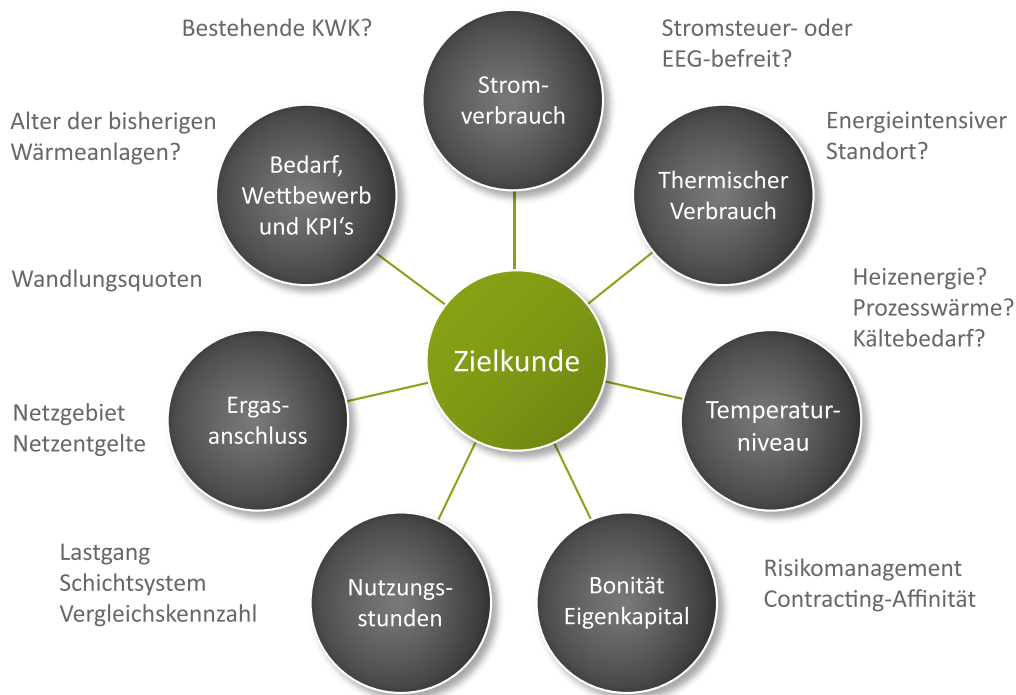 Bestehende KWK?
Stromsteuer- oder
EEG-befreit?
Strom-
verbrauch
Alter der bisherigen
Wärmeanlagen?
Bedarf,
Wettbewerb
und KPI‘s
Thermischer
Verbrauch
Energieintensiver
Standort?
Wandlungsquoten
Heizenergie?
Prozesswärme?
Kältebedarf?
Zielkunde
Netzgebiet
Netzentgelte
Ergas-
anschluss
Temperatur-
niveau
Lastgang
Schichtsystem
Vergleichskennzahl
Nutzungs-
stunden
Bonität
Eigenkapital
Risikomanagement
Contracting-Affinität